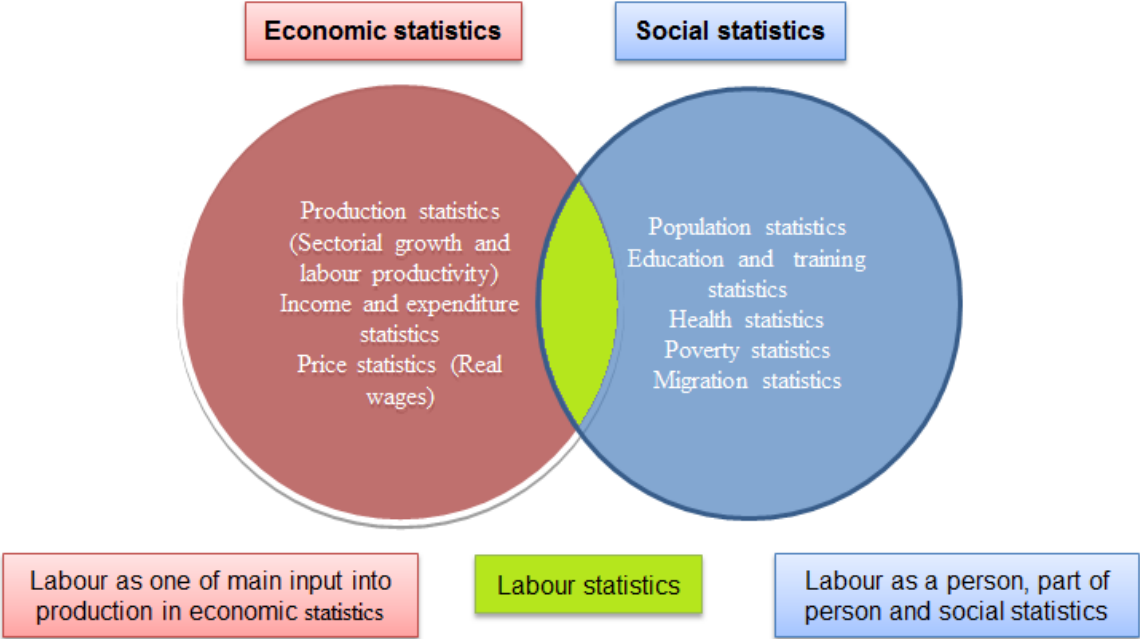 Economic statistics
Social statistics
Production statistics
(Sectorial growth and
labour productivity)
Income and expenditure
statistics
Price statistics (Real
wages)
Population statistics
Education and training
statistics
Health statistics
Poverty statistics
Migration statistics
Labour as one of main input into
production in economic statistics
Labour statistics
Labour as a person, part of
person and social statistics